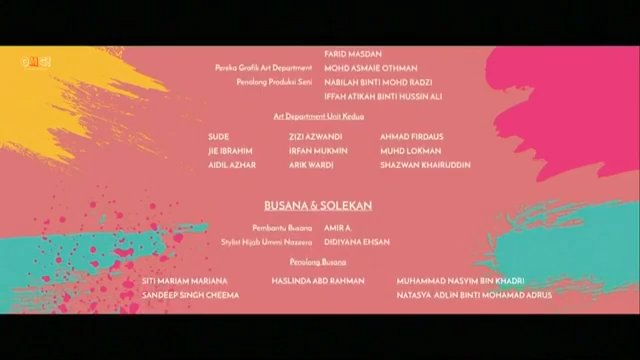 OMG!
FARID MASDAN
Pereka Grafik Art Department MOHD ASMAIE OTHMAN
Penolong Produksi Seni NABILAH BINTI MOHD RADZI
IFFAH ATIKAH BINTI HUSSIN ALI
Art Department Unit Kedua
SUDE ZIZI AZWANDI AHMAD FIRDAUS
JIE IBRAHIM IRFAN MUKMIN MUHD LOKMAN
AIDIL AZHAR ARIK WARDI SHAZWAN KHAIRUDDIN
BUSANA & SOLEKAN
Pembantu Busana AMIR A.
Stylist Hijab Ummi Nazeera DIDIYANA EHSAN
Penolong Busana
SITI MARIAM MARIANA HASLINDA ABD RAHMAN MUHAMMAD NASYIM BIN KHADRI
SANDEEP SINGH CHEEMA NATASYA ADLIN BINTI MOHAMAD ADRUS